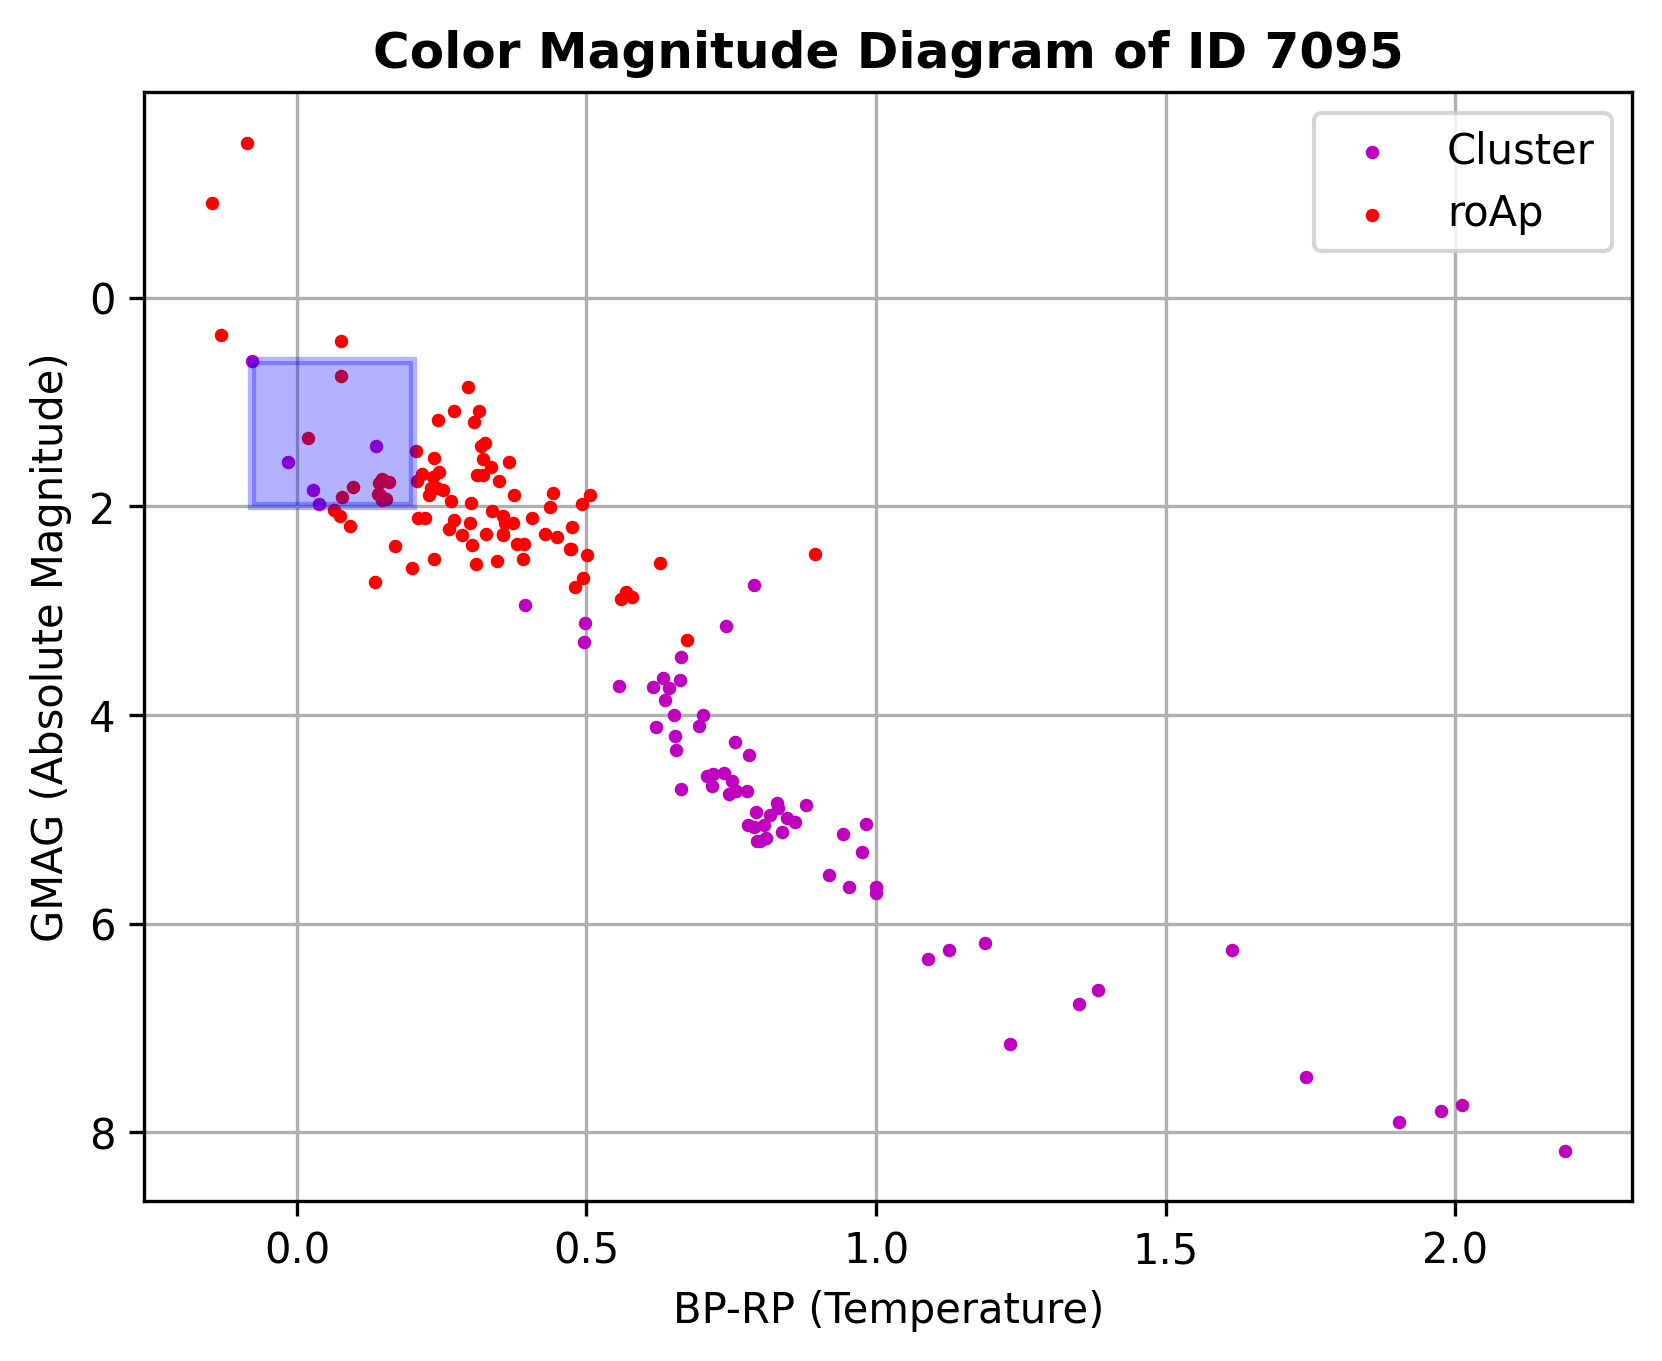 Color Magnitude Diagram of ID 7095
Cluster
roAp
GMAG (Absolute Magnitude)
0
2
4
6
8
0.0 0.5 1.0 1.5 2.0
BP-RP (Temperature)